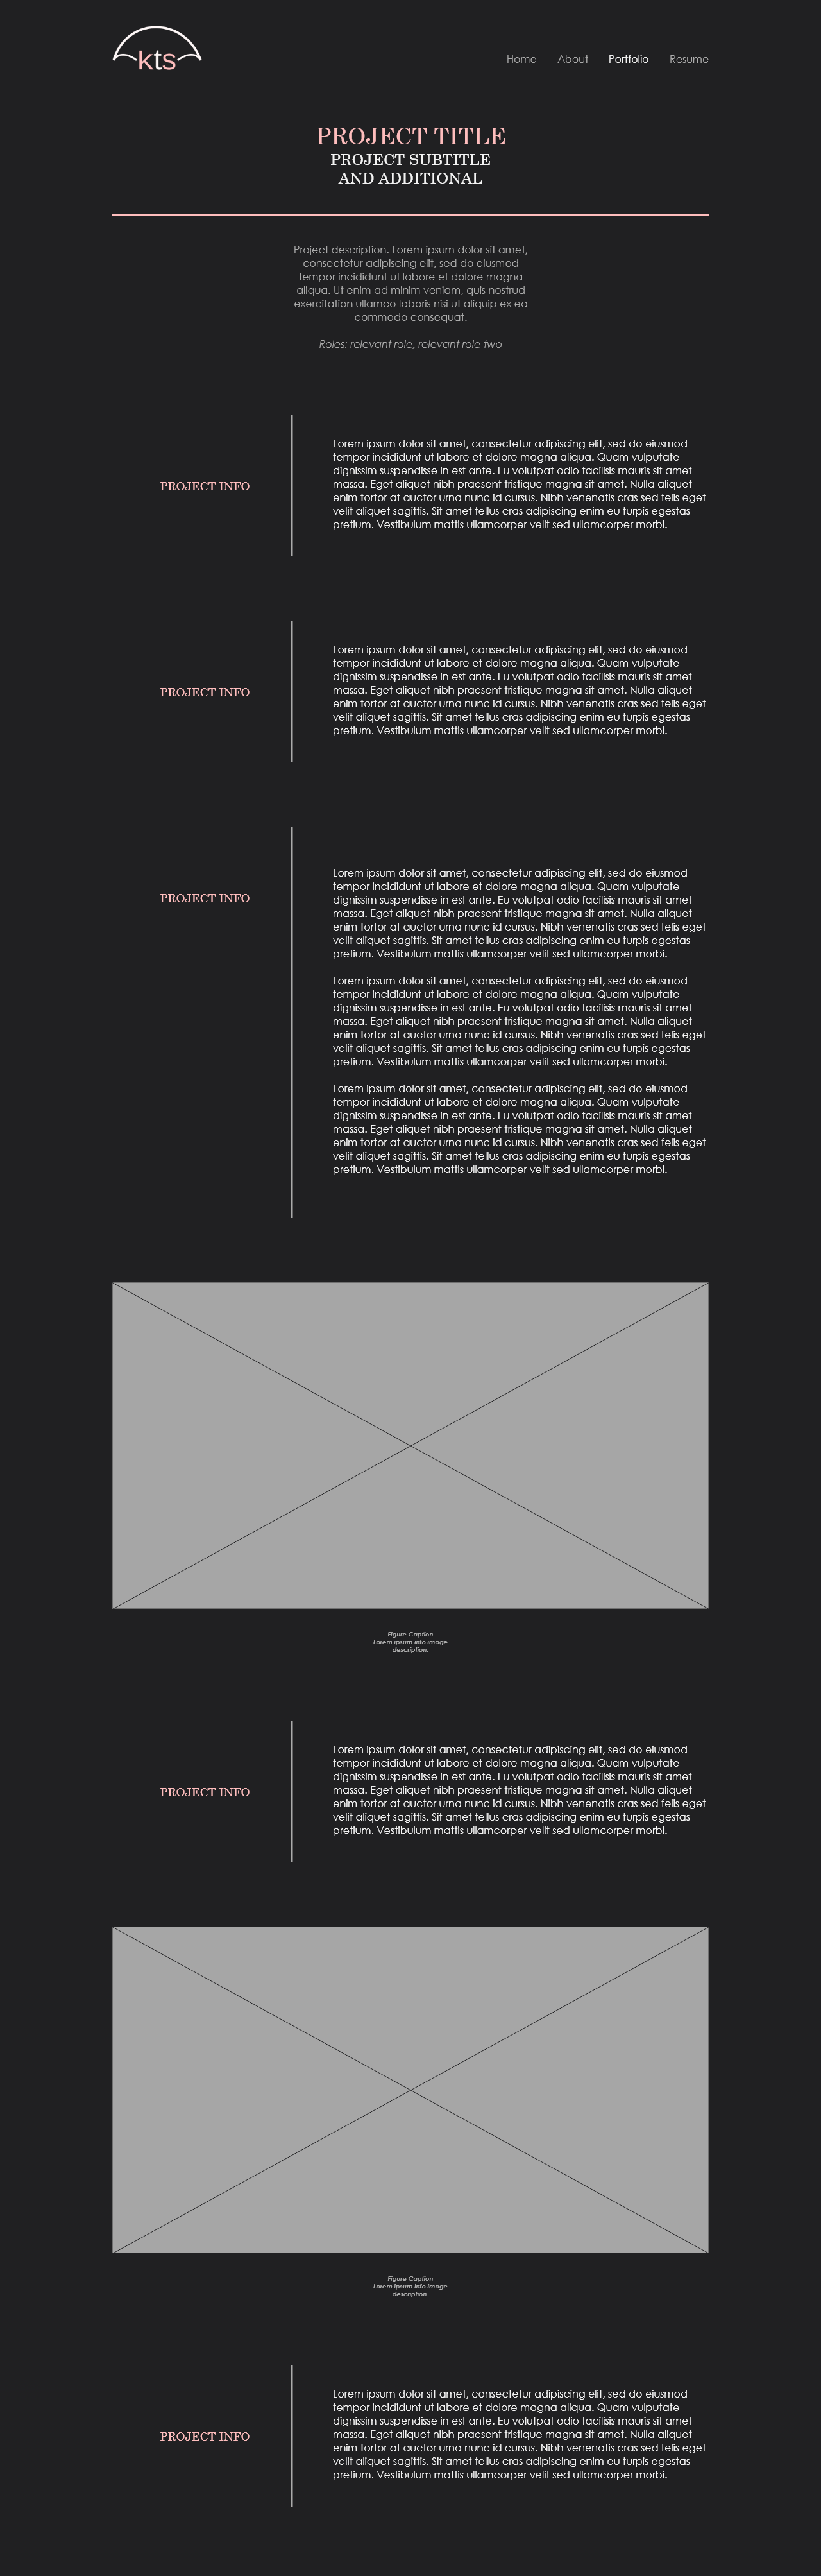 kts
Home About Portfolio Resume
PROJECT TITLE
PROJECT SUBTITLE
AND ADDITIONAL
Project description. Lorem ipsum dolor sit amet,
consectetur adipiscing elit, sed do eiusmod
tempor incididunt ut labore et dolore magna
aliqua. Ut enim ad minim veniam, quis nostrud
exercitation ullamco laboris nisi ut aliquip ex ea
commodo consequat.
Roles: relevant role, relevant role two
PROJECT INFO
Lorem ipsum dolor sit amet, consectetur adipiscing elit, sed do eiusmod
tempor incididunt ut labore et dolore magna aliqua. Quam vulputate
dignissim suspendisse in est ante. Eu volutpat odio facilisis mauris sit amet
massa. Eget aliquet nibh praesent tristique magna sit amet. Nulla aliquet
enim tortor at auctor urna nunc id cursus. Nibh venenatis cras sed felis eget
velit aliquet sagittis. Sit amet tellus cras adipiscing enim eu turpis egestas
pretium. Vestibulum mattis ullamcorper velit sed ullamcorper morbi.
PROJECT INFO
Lorem ipsum dolor sit amet, consectetur adipiscing elit, sed do eiusmod
tempor incididunt ut labore et dolore magna aliqua. Quam vulputate
dignissim suspendisse in est ante. Eu volutpat odio facilisis mauris sit amet
massa. Eget aliquet nibh praesent tristique magna sit amet. Nulla aliquet
enim tortor at auctor urna nunc id cursus. Nibh venenatis cras sed felis eget
velit aliquet sagittis. Sit amet tellus cras adipiscing enim eu turpis egestas
pretium. Vestibulum mattis ullamcorper velit sed ullamcorper morbi.
PROJECT INFO
Lorem ipsum dolor sit amet, consectetur adipiscing elit, sed do eiusmod
tempor incididunt ut labore et dolore magna aliqua. Quam vulputate
dignissim suspendisse in est ante. Eu volutpat odio facilisis mauris sit amet
massa. Eget aliquet nibh praesent tristique magna sit amet. Nulla aliquet
enim tortor at auctor urna nunc id cursus. Nibh venenatis cras sed felis eget
velit aliquet sagittis. Sit amet tellus cras adipiscing enim eu turpis egestas
pretium. Vestibulum mattis ullamcorper velit sed ullamcorper morbi.
Lorem ipsum dolor sit amet, consectetur adipiscing elit, sed do eiusmod
tempor incididunt ut labore et dolore magna aliqua. Quam vulputate
dignissim suspendisse in est ante. Eu volutpat odio facilisis mauris sit amet
massa. Eget aliquet nibh praesent tristique magna sit amet. Nulla aliquet
enim tortor at auctor urna nunc id cursus. Nibh venenatis cras sed felis eget
velit aliquet sagittis. Sit amet tellus cras adipiscing enim eu turpis egestas
pretium. Vestibulum mattis ullamcorper velit sed ullamcorper morbi.
Lorem ipsum dolor sit amet, consectetur adipiscing elit, sed do eiusmod
tempor incididunt ut labore et dolore magna aliqua. Quam vulputate
dignissim suspendisse in est ante. Eu volutpat odio facilisis mauris sit amet
massa. Eget aliquet nibh praesent tristique magna sit amet. Nulla aliquet
enim tortor at auctor urna nunc id cursus. Nibh venenatis cras sed felis eget
velit aliquet sagittis. Sit amet tellus cras adipiscing enim eu turpis egestas
pretium. Vestibulum mattis ullamcorper velit sed ullamcorper morbi.
Figure Caption
Lorem ipsum info image
description.
PROJECT INFO
Lorem ipsum dolor sit amet, consectetur adipiscing elit, sed do eiusmod
tempor incididunt ut labore et dolore magna aliqua. Quam vulputate
dignissim suspendisse in est ante. Eu volutpat odio facilisis mauris sit amet
massa. Eget aliquet nibh praesent tristique magna sit amet. Nulla aliquet
enim tortor at auctor urna nunc id cursus. Nibh venenatis cras sed felis eget
velit aliquet sagittis. Sit amet tellus cras adipiscing enim eu turpis egestas
pretium. Vestibulum mattis ullamcorper velit sed ullamcorper morbi.
Figure Caption
Lorem ipsum info image
description.
PROJECT INFO
Lorem ipsum dolor sit amet, consectetur adipiscing elit, sed do eiusmod
tempor incididunt ut labore et dolore magna aliqua. Quam vulputate
dignissim suspendisse in est ante. Eu volutpat odio facilisis mauris sit amet
massa. Eget aliquet nibh praesent tristique magna sit amet. Nulla aliquet
enim tortor at auctor urna nunc id cursus. Nibh venenatis cras sed felis eget
velit aliquet sagittis. Sit amet tellus cras adipiscing enim eu turpis egestas
pretium. Vestibulum mattis ullamcorper velit sed ullamcorper morbi.